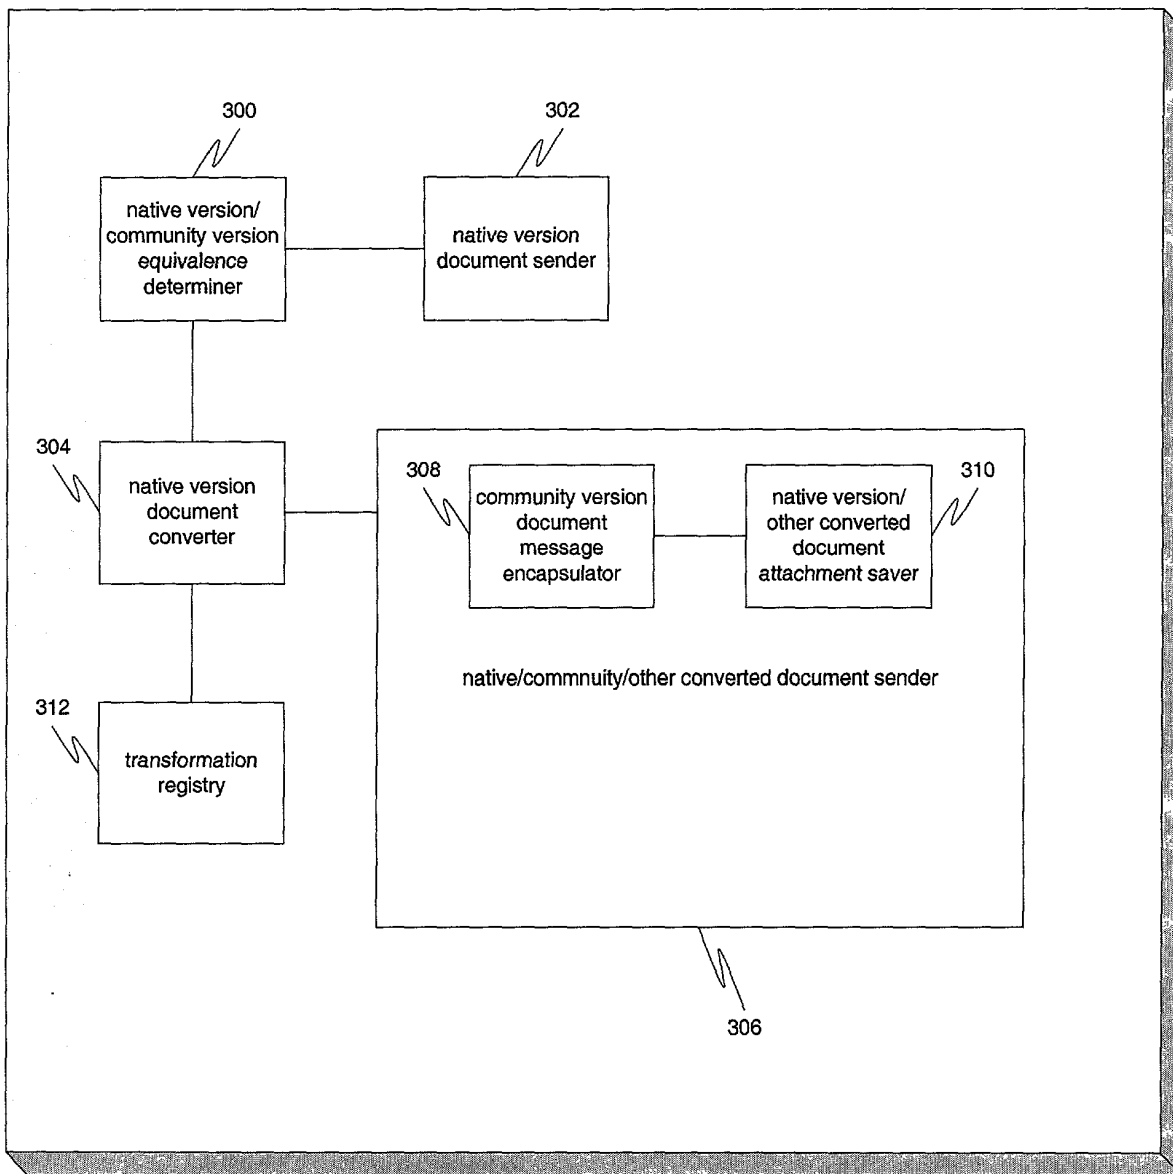 300
302
native version/
community version
equivalence
determiner
native version
document sender
304
native version
document
converter
308
community version
document
message
encapsulator
native version/
other converted
document
attachment saver
310
native/commnuity/other converted document sender
312
transformation
registry
306